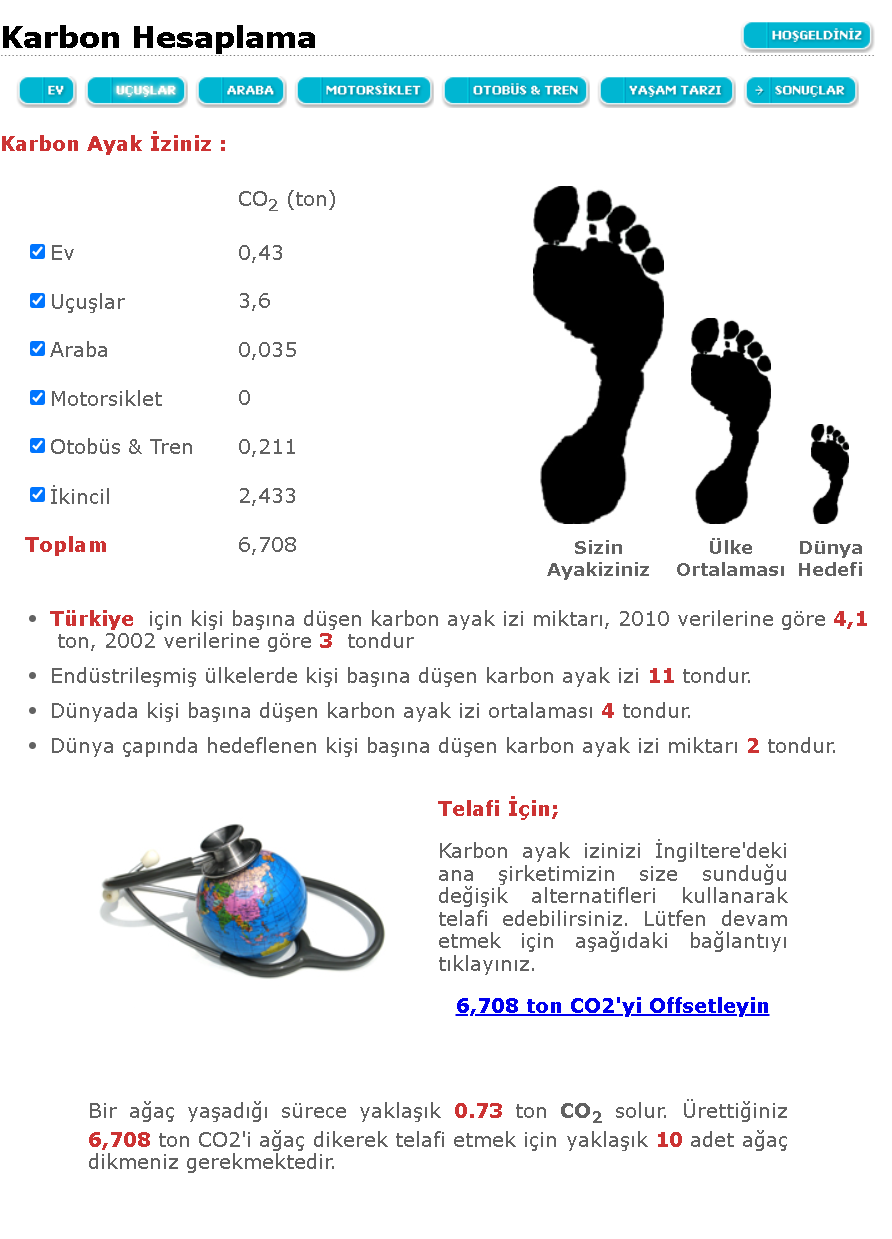 Karbon Hesaplama
HOŞGELDİNİZ
EV
UÇUŞLAR
ARABA
MOTORSİKLET
OTOBÜS & TREN
YAŞAM TARZI
SONUÇLAR
Karbon Ayak İziniz :
CO2 (ton)
Ev 0,43
Uçuşlar 3,6
Araba 0,035
Motorsiklet 0
Otobüs & Tren 0,211
İkincil 2,433
Toplam 6,708
Sizin
Ayakiziniz
Ülke
Ortalaması
Dünya
Hedefi
• Türkiye için kişi başına düşen karbon ayak izi miktarı, 2010 verilerine göre 4,1
ton, 2002 verilerine göre 3 tondur
• Endüstrileşmiş ülkelerde kişi başına düşen karbon ayak izi 11 tondur.
• Dünyada kişi başına düşen karbon ayak izi ortalaması 4 tondur.
• Dünya çapında hedeflenen kişi başına düşen karbon ayak izi miktarı 2 tondur.
Telafi İçin;
Karbon ayak izinizi İngiltere'deki
ana şirketimizin size sunduğu
değişik alternatifleri kullanarak
telafi edebilirsiniz. Lütfen devam
etmek için aşağıdaki bağlantıyı
tıklayınız.
6,708 ton CO2'yi Offsetleyin
Bir ağaç yaşadığı sürece yaklaşık 0.73 ton CO2 solur. Ürettiğiniz
6,708 ton CO2'i ağaç dikerek telafi etmek için yaklaşık 10 adet ağaç
dikmeniz gerekmektedir.